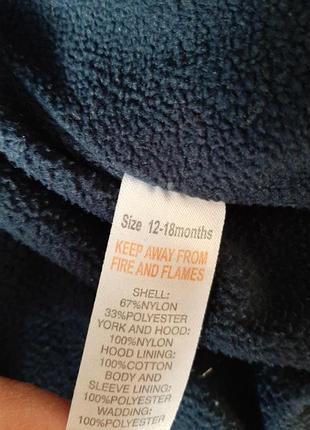 Size 12-18months
KEEP AWAY FROM
FIRE AND FLAMES
SHELL:
67%NYLON
33%POLYESTER
YORK AND HOOD:
100%NYLON
HOOD LINING:
100%COTTON
BODY AND
SLEEVE LINING:
100%POLYESTER
WADDING:
100%POLYESTER